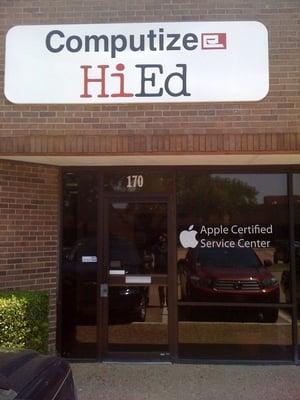 Computize
HiEd
170
Apple Certified
Service Center